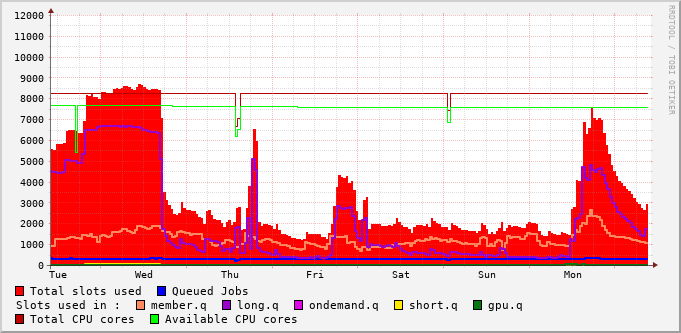 RRDTOOL / TOBI OETIKER
12000
11000
10000
9000
8000
7000
6000
5000
4000
3000
2000
1000
0
Tue Wed Thu Fri Sat Sun Mon
Total slots used Queued Jobs
Slots used in : member.q long.q ondemand.q short.q gpu.q
Total CPU cores Available CPU cores